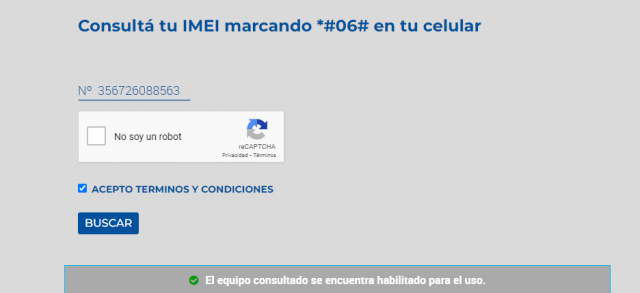 Consultá tu IMEI marcando *#06# en tu celular
Nº 356726088563
No soy un robot
reCAPTCHA
Privacidad - Términos
ACEPTO TERMINOS Y CONDICIONES
BUSCAR
El equipo consultado se encuentra habilitado para el uso.